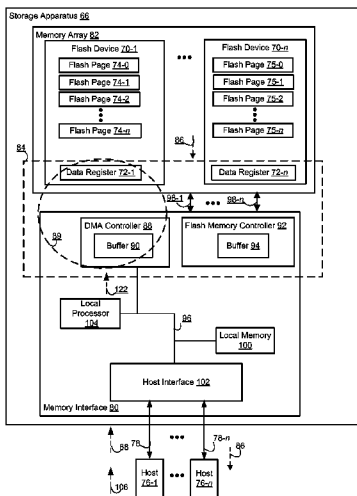 Storage Apparatus 66
Memory Array 82
Flash Device 70-1
Flash Page 74-0
Flash Page 74-1
Flash Page 74-2
Flash Page 74-n
Flash Device 70-n
Flash Page 75-0
Flash Page 75-1
Flash Page 75-2
Flash Page 75-n
86
84
Data Register 72-1
Data Register 72-n
98-1
98-n
DMA Controller 88
Buffer 90
Flash Memory Controller 92
Buffer 94
89
122
Local Processor 104
96
Local Memory 100
Host Interface 102
Memory Interface 80
68
78
78-n
86
106
Host 76-1
Host 76-n